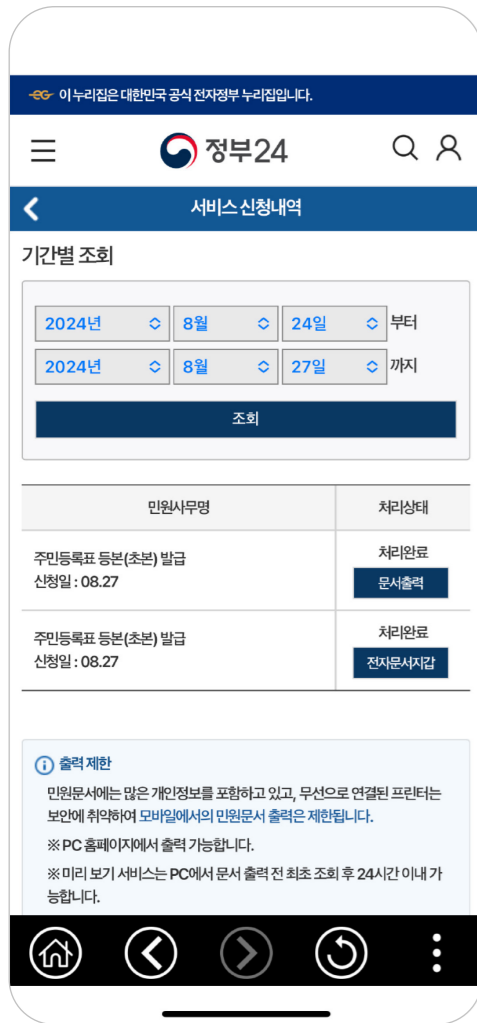 이 누리집은 대한민국 공식 전자정부 누리집입니다.
정부24
서비스 신청내역
기간별 조회
2024년 8월 24일 부터
2024년 8월 27일 까지
조회
민원사무명 처리상태
주민등록표 등본(초본) 발급
신청일 : 08.27
처리완료
문서출력
주민등록표 등본(초본) 발급
신청일 : 08.27
처리완료
전자문서지갑
출력 제한
민원문서에는 많은 개인정보를 포함하고 있고, 무선으로 연결된 프린터는
보안에 취약하여 모바일에서의 민원문서 출력은 제한됩니다.
※ PC 홈페이지에서 출력 가능합니다.
※ 미리 보기 서비스는 PC에서 문서 출력 전 최초 조회 후 24시간 이내 가
능합니다.